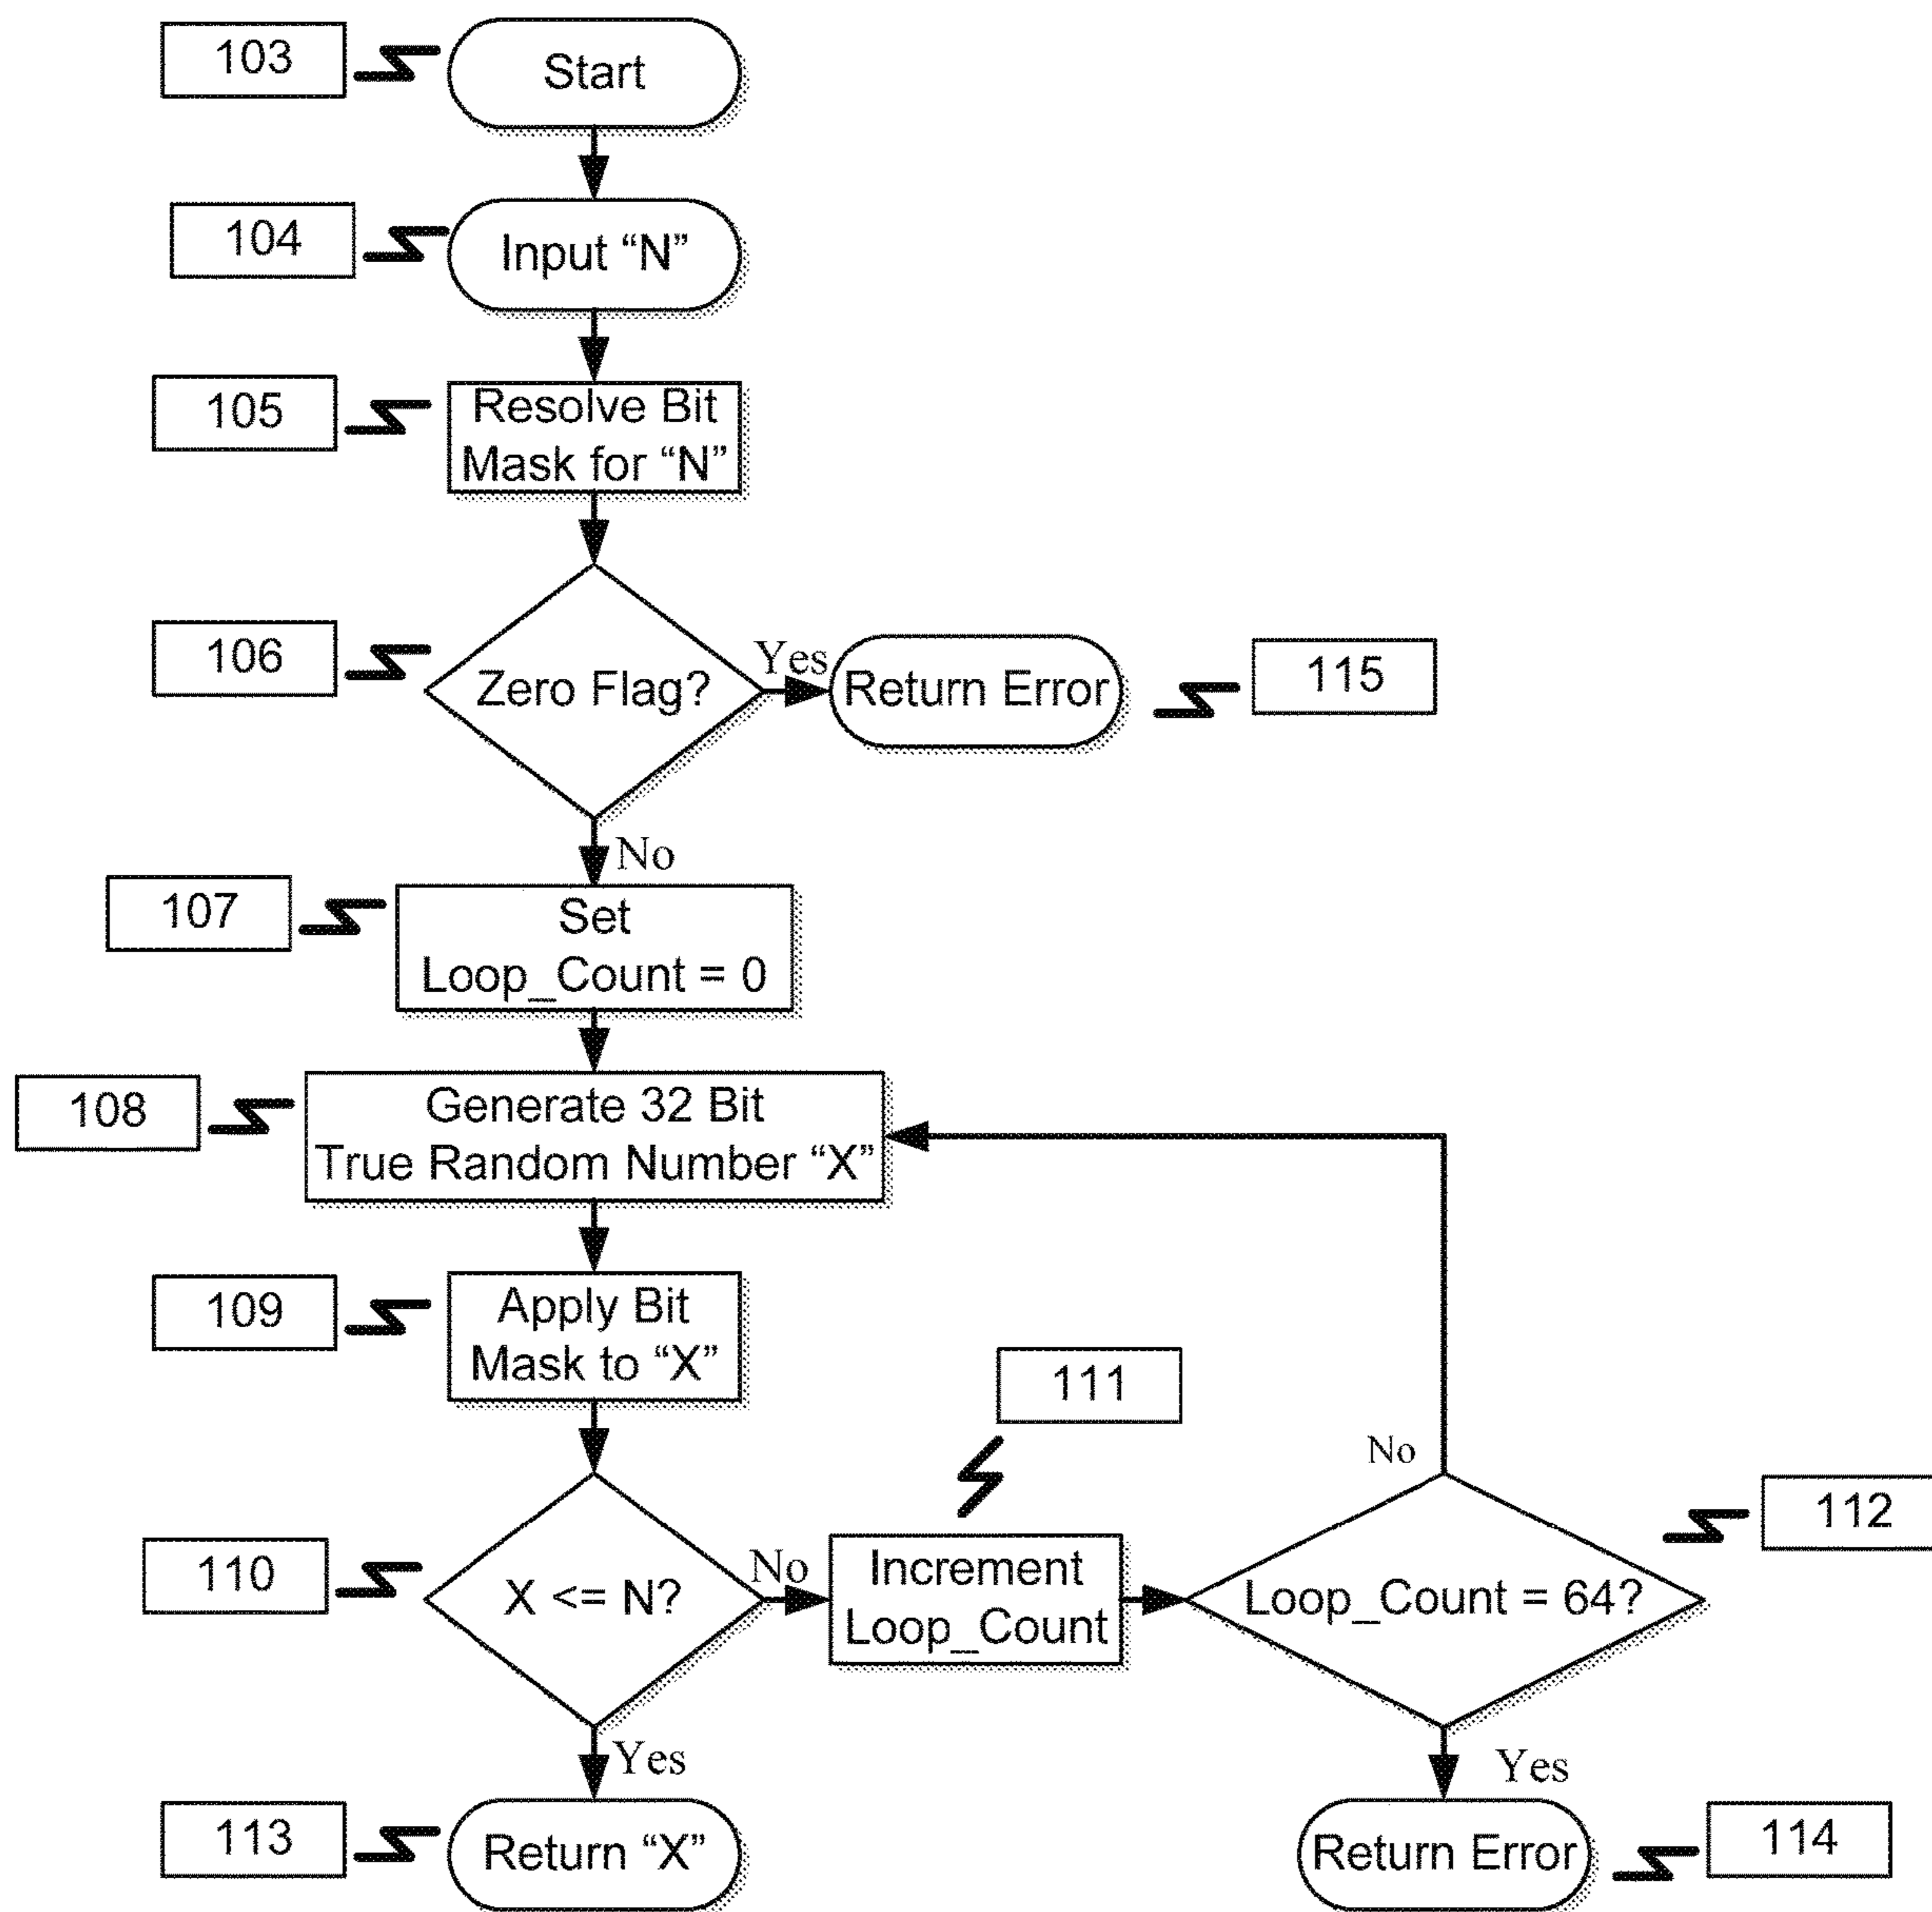 103
Start
104
Input “N”
105
Resolve Bit
Mask for “N”
106
Zero Flag?
Yes
Return Error
115
No
107
Set
Loop_Count = 0
108
Generate 32 Bit
True Random Number “X”
109
Apply Bit
Mask to “X”
111
110
X <= N?
No
Increment
Loop_Count
No
Loop_Count = 64?
112
Yes
Yes
113
Return “X”
Return Error
114